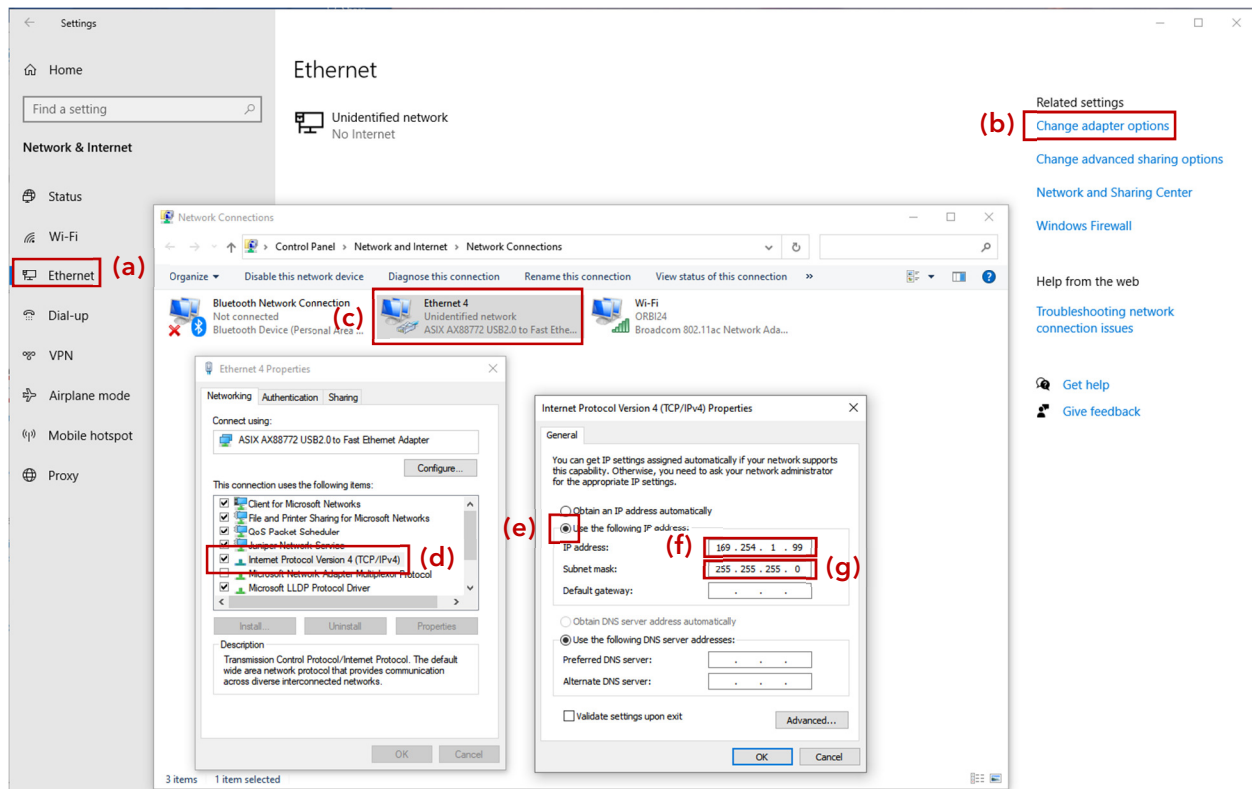 Settings
Home
Find a setting
Network & Internet
Status
Wi-Fi
Ethernet
(a)
Dial-up
VPN
Airplane mode
Mobile hotspot
Proxy
Ethernet
Unidentified network
No Internet
Related settings
(b)
Change adapter options
Change advanced sharing options
Network and Sharing Center
Windows Firewall
Help from the web
Troubleshooting network
connection issues
Get help
Give feedback
Network Connections
Control Panel > Network and Internet > Network Connections
Organize Disable this network device Diagnose this connection Rename this connection View status of this connection »
Bluetooth Network Connection
Not connected
Bluetooth Device (Personal Area ...
(c)
Ethernet 4
Unidentified network
ASIX AX88772 USB2.0 to Fast Ethe...
Wi-Fi
ORBI24
Broadcom 802.11ac Network Ada...
Ethernet 4 Properties
Networking Authentication Sharing
Connect using:
ASIX AX88772 USB2.0 to Fast Ethernet Adapter
Configure...
This connection uses the following items:
Client for Microsoft Networks
File and Printer Sharing for Microsoft Networks
QoS Packet Scheduler
Juniper Network Service
Internet Protocol Version 4 (TCP/IPv4)
(d)
Microsoft Network Adapter Multiplexor Protocol
Microsoft LLDP Protocol Driver
Install... Uninstall Properties
Description
Transmission Control Protocol/Internet Protocol. The default
wide area network protocol that provides communication
across diverse interconnected networks.
OK Cancel
Internet Protocol Version 4 (TCP/IPv4) Properties
General
You can get IP settings assigned automatically if your network supports
this capability. Otherwise, you need to ask your network administrator
for the appropriate IP settings.
Obtain an IP address automatically
(e)
Use the following IP address:
IP address:
(f)
169 . 254 . 1 . 99
Subnet mask:
255 . 255 . 255 . 0
(g)
Default gateway:
. . .
Obtain DNS server address automatically
Use the following DNS server addresses:
Preferred DNS server:
. . .
Alternate DNS server:
. . .
Validate settings upon exit
Advanced...
OK Cancel
3 items 1 item selected